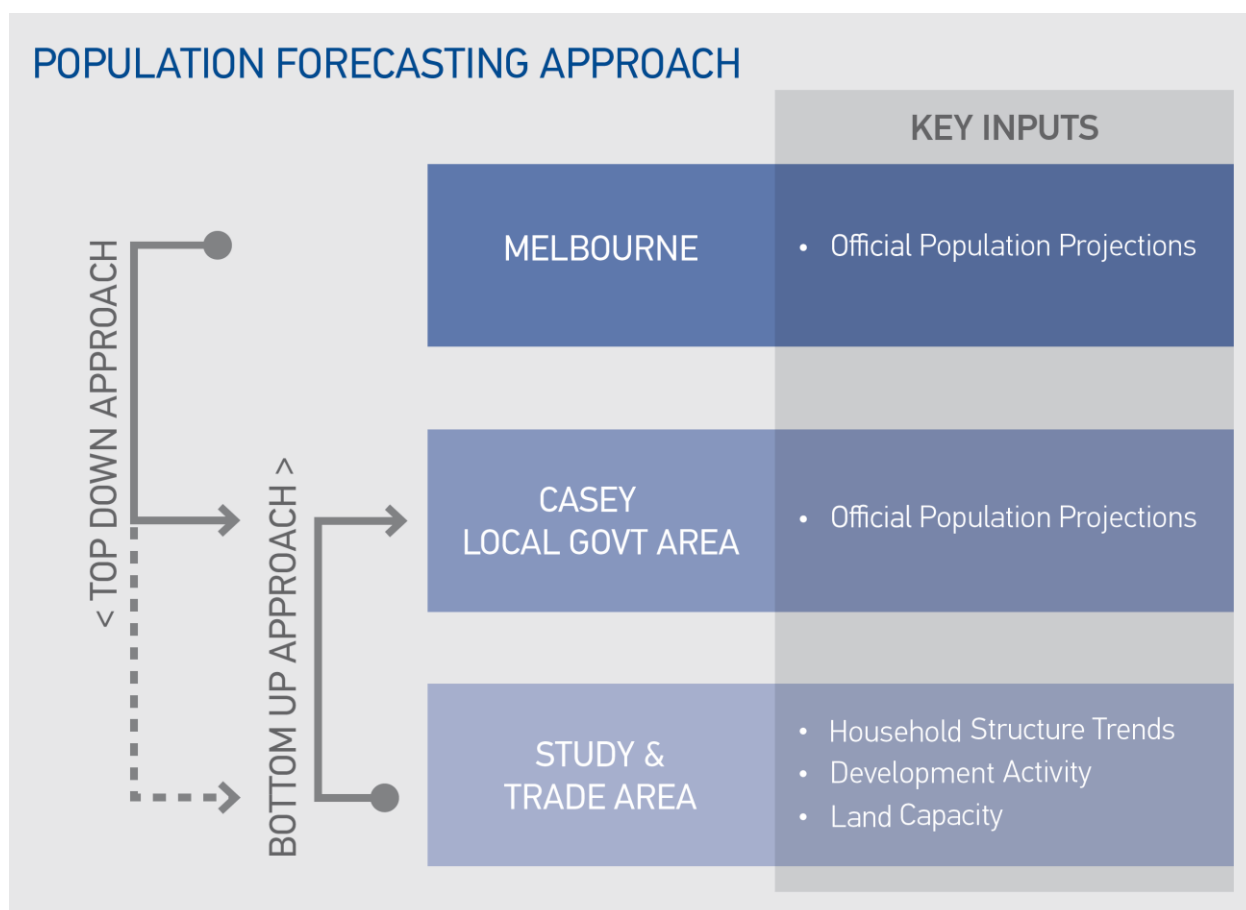 POPULATION FORECASTING APPROACH
KEY INPUTS
< TOP DOWN APPROACH
BOTTOM UP APPROACH >
MELBOURNE
• Official Population Projections
CASEY
LOCAL GOVT AREA
• Official Population Projections
STUDY &
TRADE AREA
• Household Structure Trends
• Development Activity
• Land Capacity